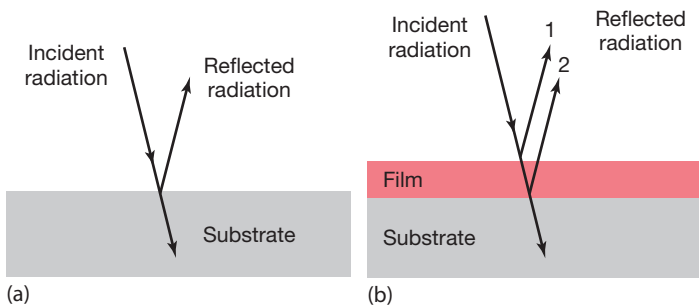 Incident
radiation
Reflected
radiation
Substrate
(a)
Incident
radiation
1
2
Reflected
radiation
Film
Substrate
(b)